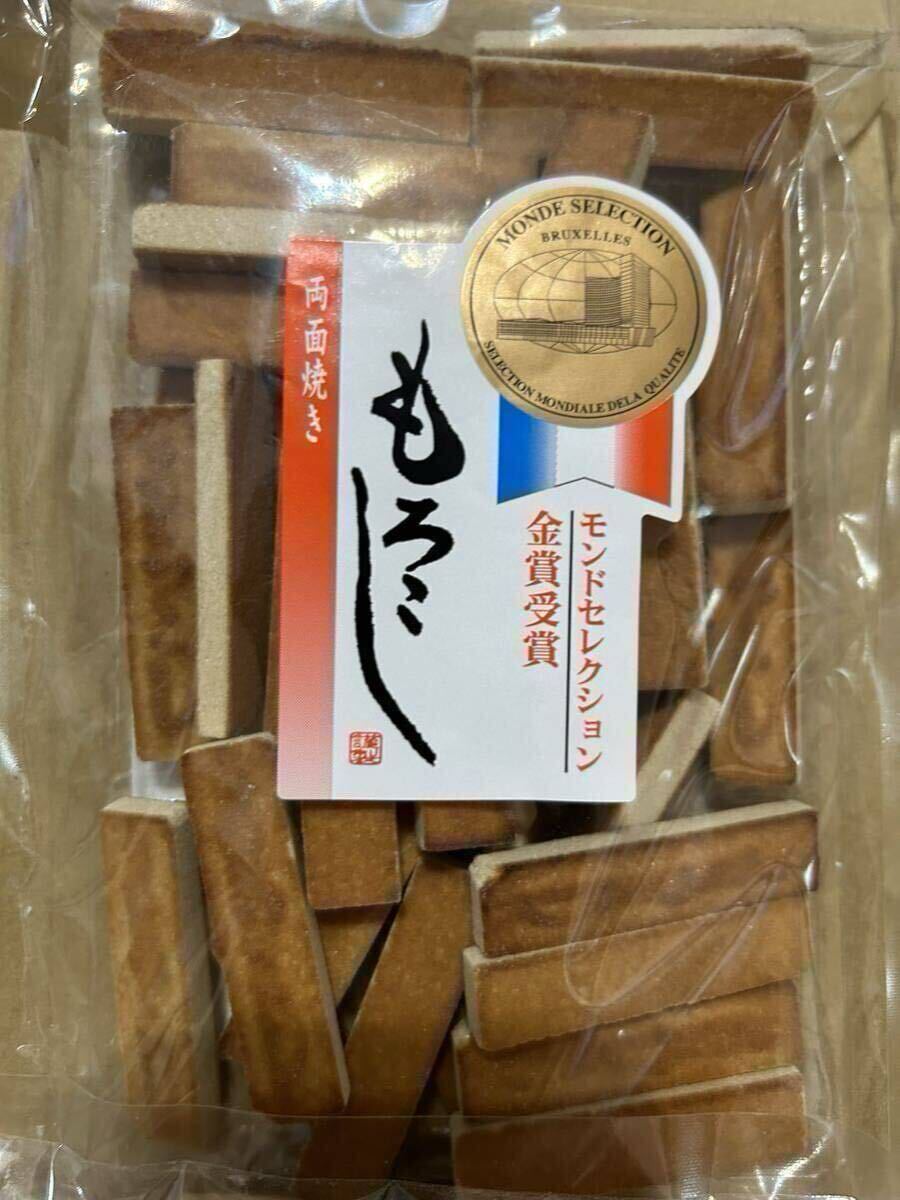 MONDE SELECTION
BRUXELLES
SELECTION MONDIALE DELA QUALITE
両面焼き
もろこし
モンドセレクション
金賞受賞